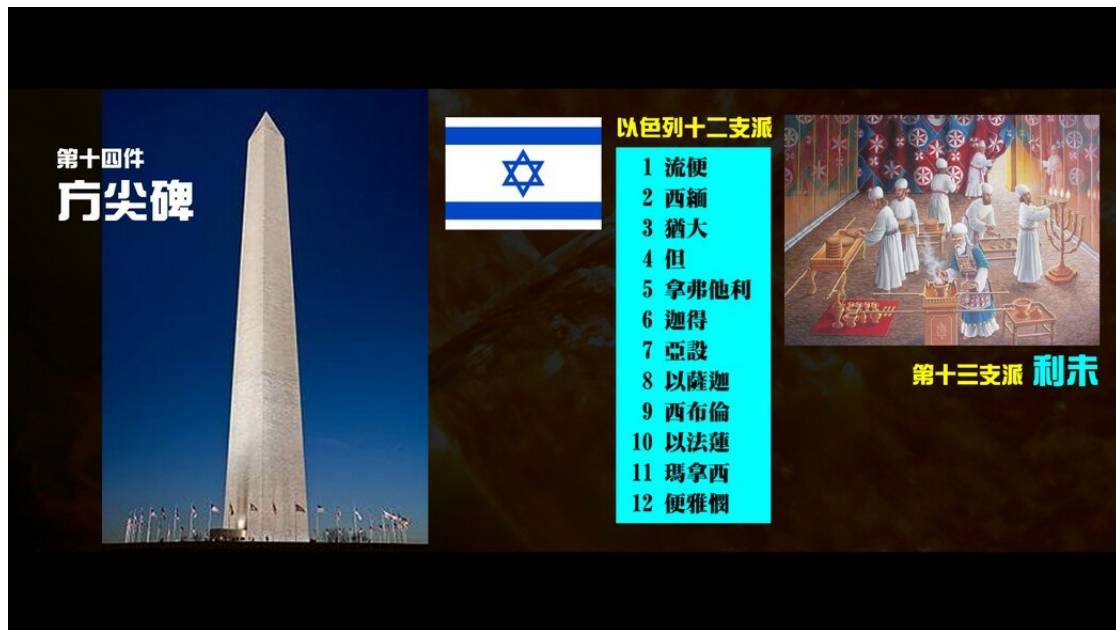 第十四件
方尖碑
以色列十二支派
1 流便
2 西緬
3 猶大
4 但
5 拿弗他利
6 迦得
7 亞設
8 以薩迦
9 西布倫
10 以法蓮
11 瑪拿西
12 便雅憫
第十三支派 利未